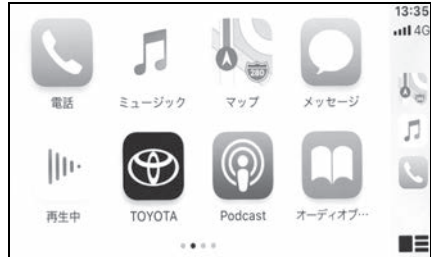 電話
ミュージック
マップ
メッセージ
13:35
4G
280
再生中
TOYOTA
Podcast
オーディオブ…